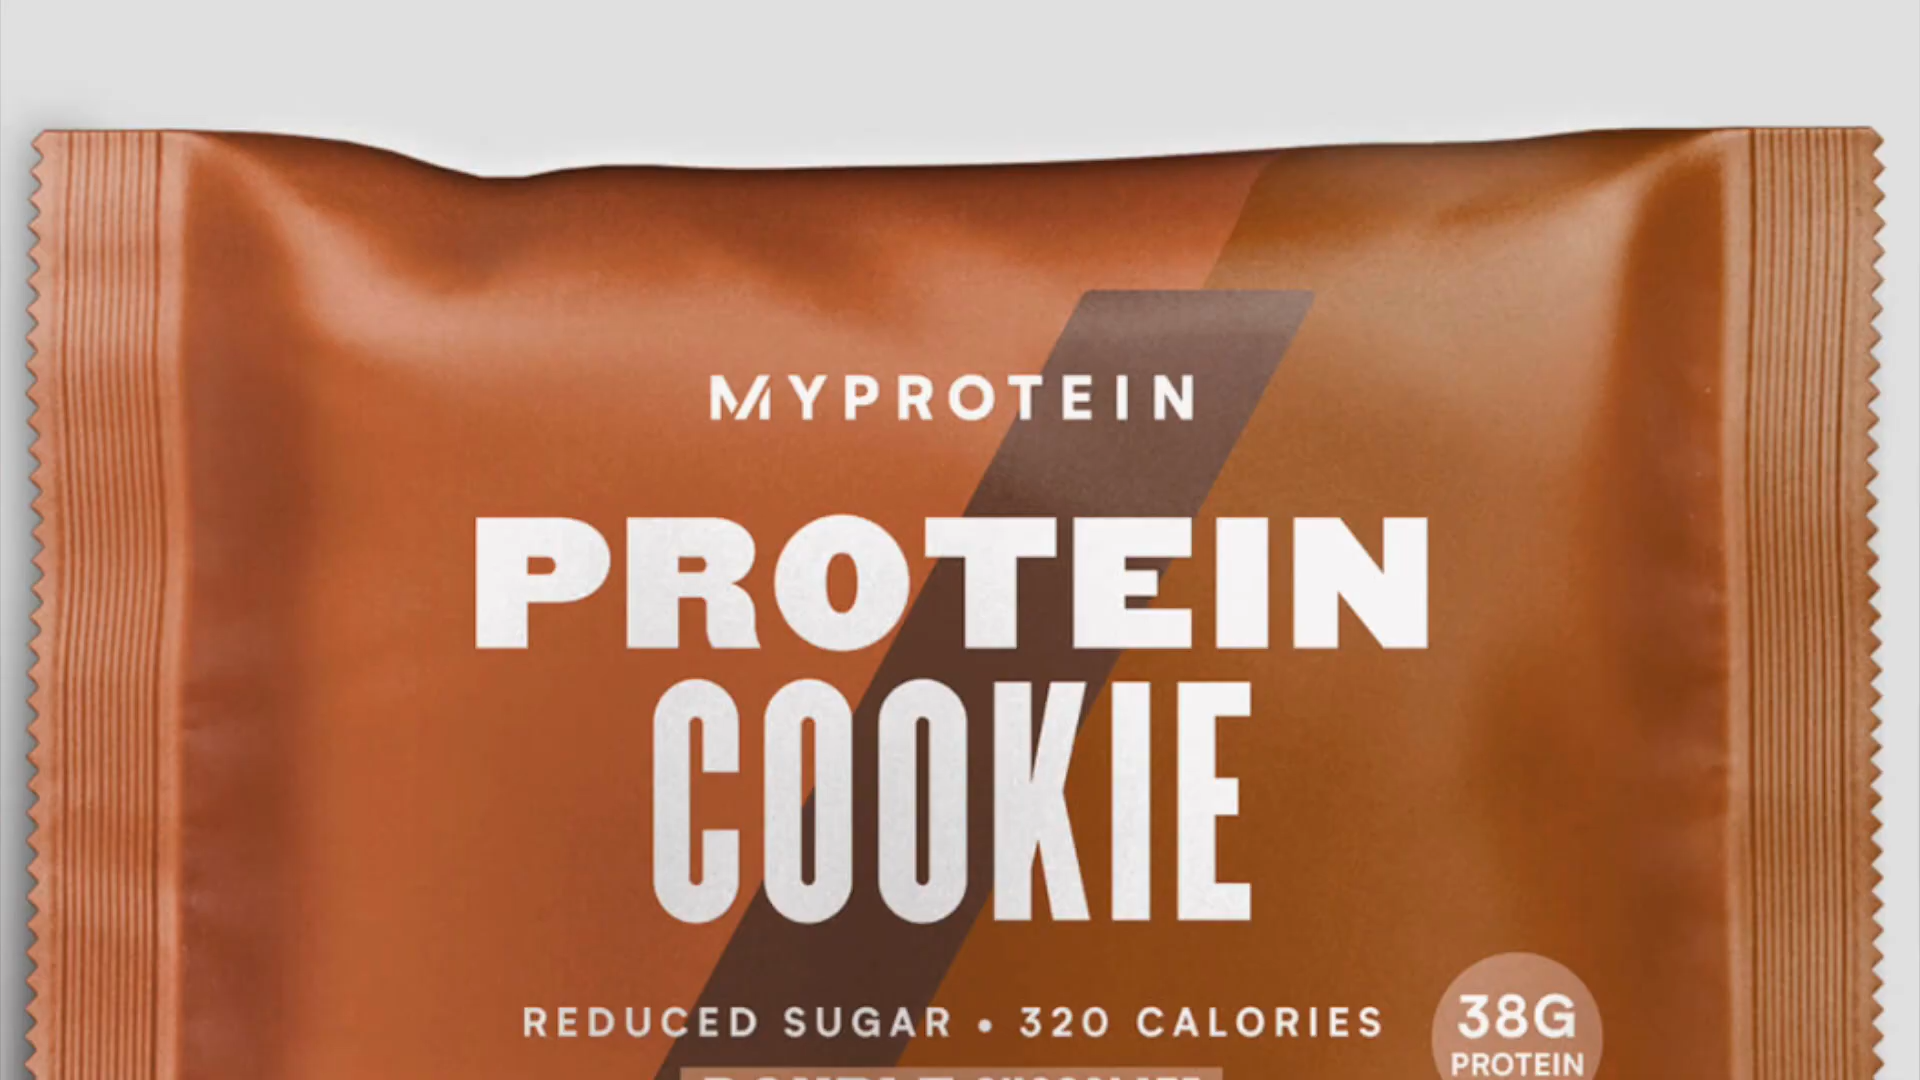 MYPROTEIN
PROTEIN
COOKIE
REDUCED SUGAR • 320 CALORIES
38G
PROTEIN